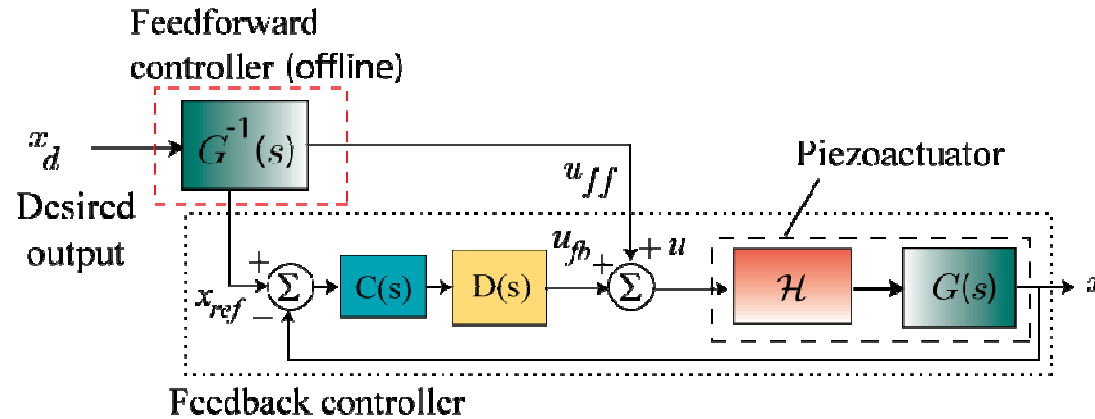 Feedforward
controller (offline)
x_d
G^-1(s)
Desired
output
u_ff
Piezoactuator
+
x_ref
−
Σ
C(s)
D(s)
u_fb
+
+
u
Σ
H
G(s)
x
Feedback controller